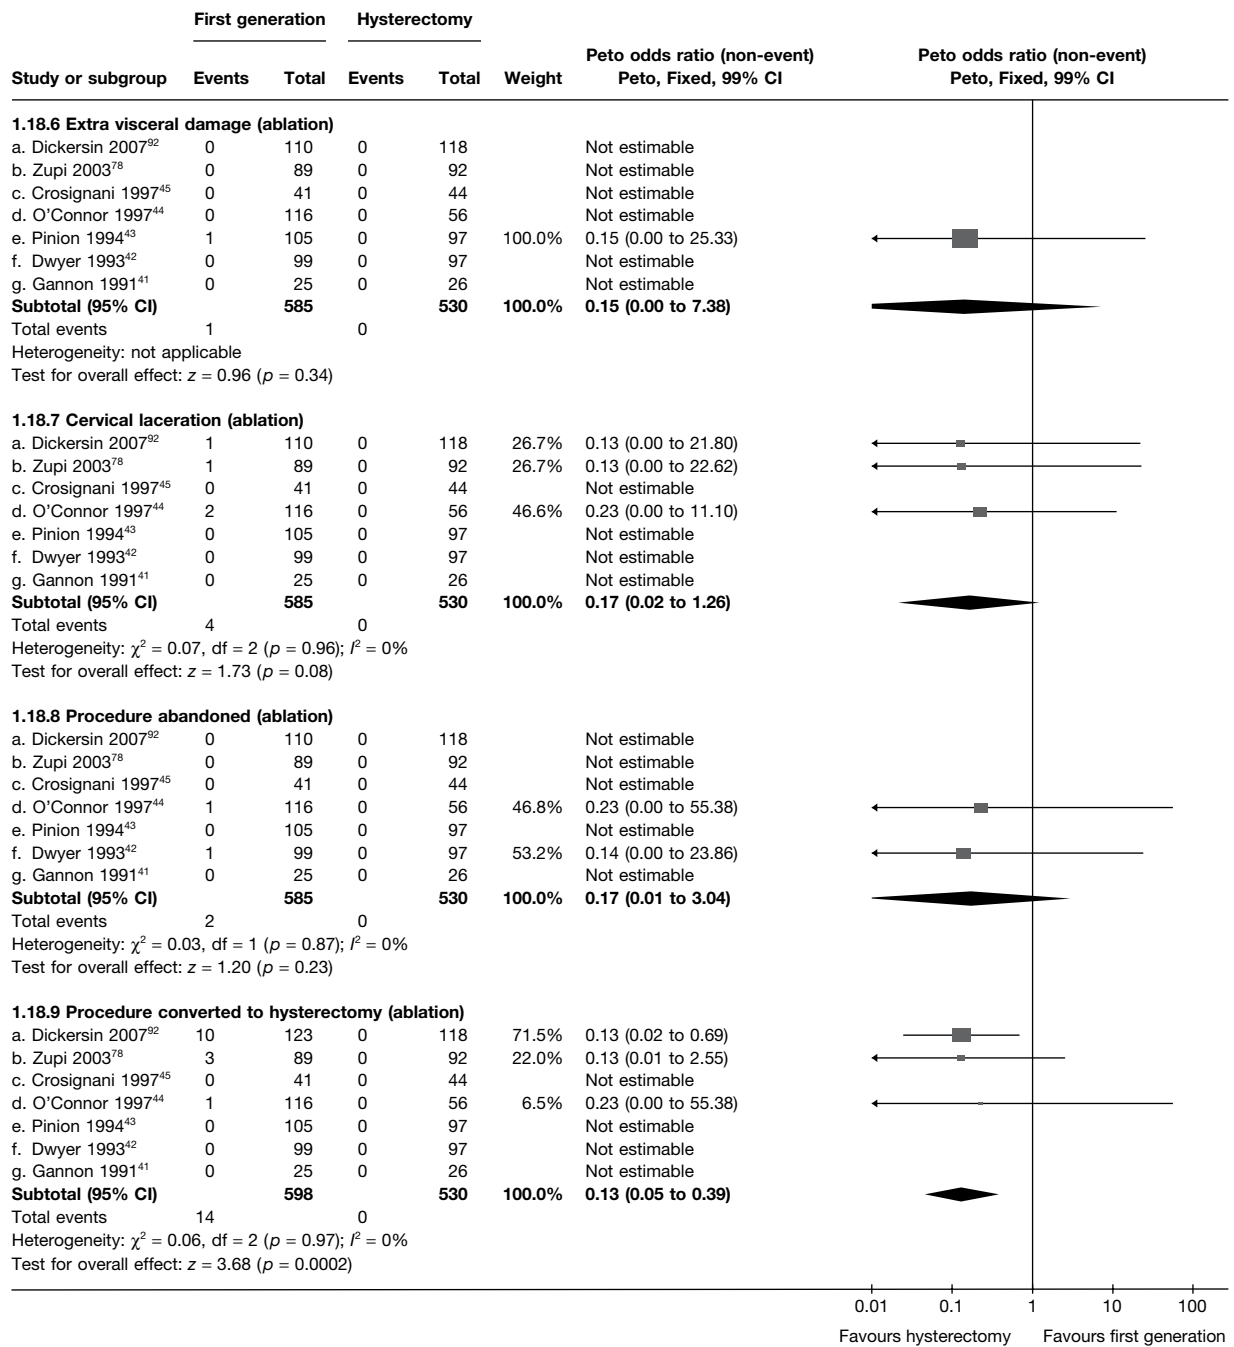 First generation Hysterectomy
Peto odds ratio (non-event) Peto odds ratio (non-event)
Study or subgroup Events Total Events Total Weight Peto, Fixed, 99% CI Peto, Fixed, 99% CI
1.18.6 Extra visceral damage (ablation)
a. Dickersin 2007⁹² 0 110 0 118 Not estimable
b. Zupi 2003⁷⁸ 0 89 0 92 Not estimable
c. Crosignani 1997⁴⁵ 0 41 0 44 Not estimable
d. O'Connor 1997⁴⁴ 0 116 0 56 Not estimable
e. Pinion 1994⁴³ 1 105 0 97 100.0% 0.15 (0.00 to 25.33)
f. Dwyer 1993⁴² 0 99 0 97 Not estimable
g. Gannon 1991⁴¹ 0 25 0 26 Not estimable
Subtotal (95% CI) 585 530 100.0% 0.15 (0.00 to 7.38)
Total events 1 0
Heterogeneity: not applicable
Test for overall effect: z = 0.96 (p = 0.34)
1.18.7 Cervical laceration (ablation)
a. Dickersin 2007⁹² 1 110 0 118 26.7% 0.13 (0.00 to 21.80)
b. Zupi 2003⁷⁸ 1 89 0 92 26.7% 0.13 (0.00 to 22.62)
c. Crosignani 1997⁴⁵ 0 41 0 44 Not estimable
d. O'Connor 1997⁴⁴ 2 116 0 56 46.6% 0.23 (0.00 to 11.10)
e. Pinion 1994⁴³ 0 105 0 97 Not estimable
f. Dwyer 1993⁴² 0 99 0 97 Not estimable
g. Gannon 1991⁴¹ 0 25 0 26 Not estimable
Subtotal (95% CI) 585 530 100.0% 0.17 (0.02 to 1.26)
Total events 4 0
Heterogeneity: χ² = 0.07, df = 2 (p = 0.96); I² = 0%
Test for overall effect: z = 1.73 (p = 0.08)
1.18.8 Procedure abandoned (ablation)
a. Dickersin 2007⁹² 0 110 0 118 Not estimable
b. Zupi 2003⁷⁸ 0 89 0 92 Not estimable
c. Crosignani 1997⁴⁵ 0 41 0 44 Not estimable
d. O'Connor 1997⁴⁴ 1 116 0 56 46.8% 0.23 (0.00 to 55.38)
e. Pinion 1994⁴³ 0 105 0 97 Not estimable
f. Dwyer 1993⁴² 1 99 0 97 53.2% 0.14 (0.00 to 23.86)
g. Gannon 1991⁴¹ 0 25 0 26 Not estimable
Subtotal (95% CI) 585 530 100.0% 0.17 (0.01 to 3.04)
Total events 2 0
Heterogeneity: χ² = 0.03, df = 1 (p = 0.87); I² = 0%
Test for overall effect: z = 1.20 (p = 0.23)
1.18.9 Procedure converted to hysterectomy (ablation)
a. Dickersin 2007⁹² 10 123 0 118 71.5% 0.13 (0.02 to 0.69)
b. Zupi 2003⁷⁸ 3 89 0 92 22.0% 0.13 (0.01 to 2.55)
c. Crosignani 1997⁴⁵ 0 41 0 44 Not estimable
d. O'Connor 1997⁴⁴ 1 116 0 56 6.5% 0.23 (0.00 to 55.38)
e. Pinion 1994⁴³ 0 105 0 97 Not estimable
f. Dwyer 1993⁴² 0 99 0 97 Not estimable
g. Gannon 1991⁴¹ 0 25 0 26 Not estimable
Subtotal (95% CI) 598 530 100.0% 0.13 (0.05 to 0.39)
Total events 14 0
Heterogeneity: χ² = 0.06, df = 2 (p = 0.97); I² = 0%
Test for overall effect: z = 3.68 (p = 0.0002)
0.01 0.1 1 10 100
Favours hysterectomy Favours first generation